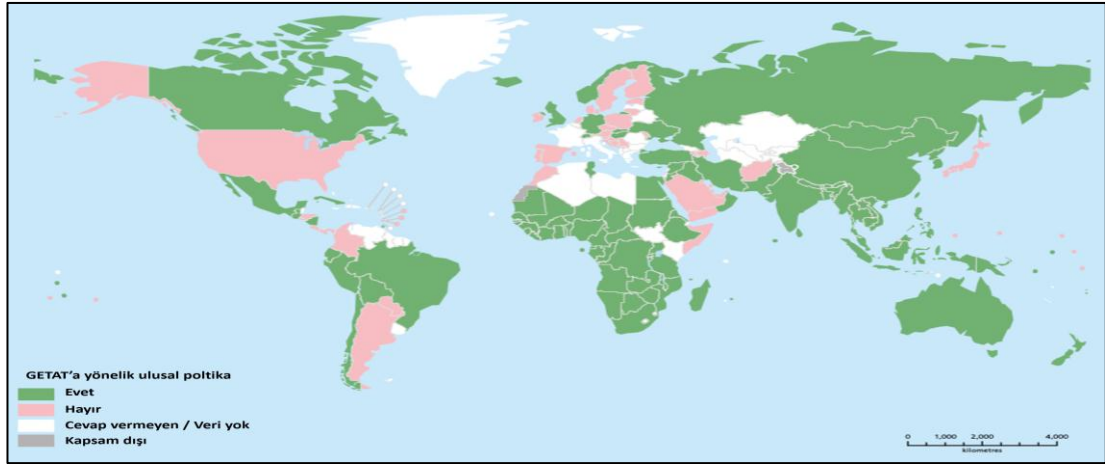 GETAT'a yönelik ulusal poltika
Evet
Hayır
Cevap vermeyen / Veri yok
Kapsam dışı
0 1,000 2,000 4,000
kilometres